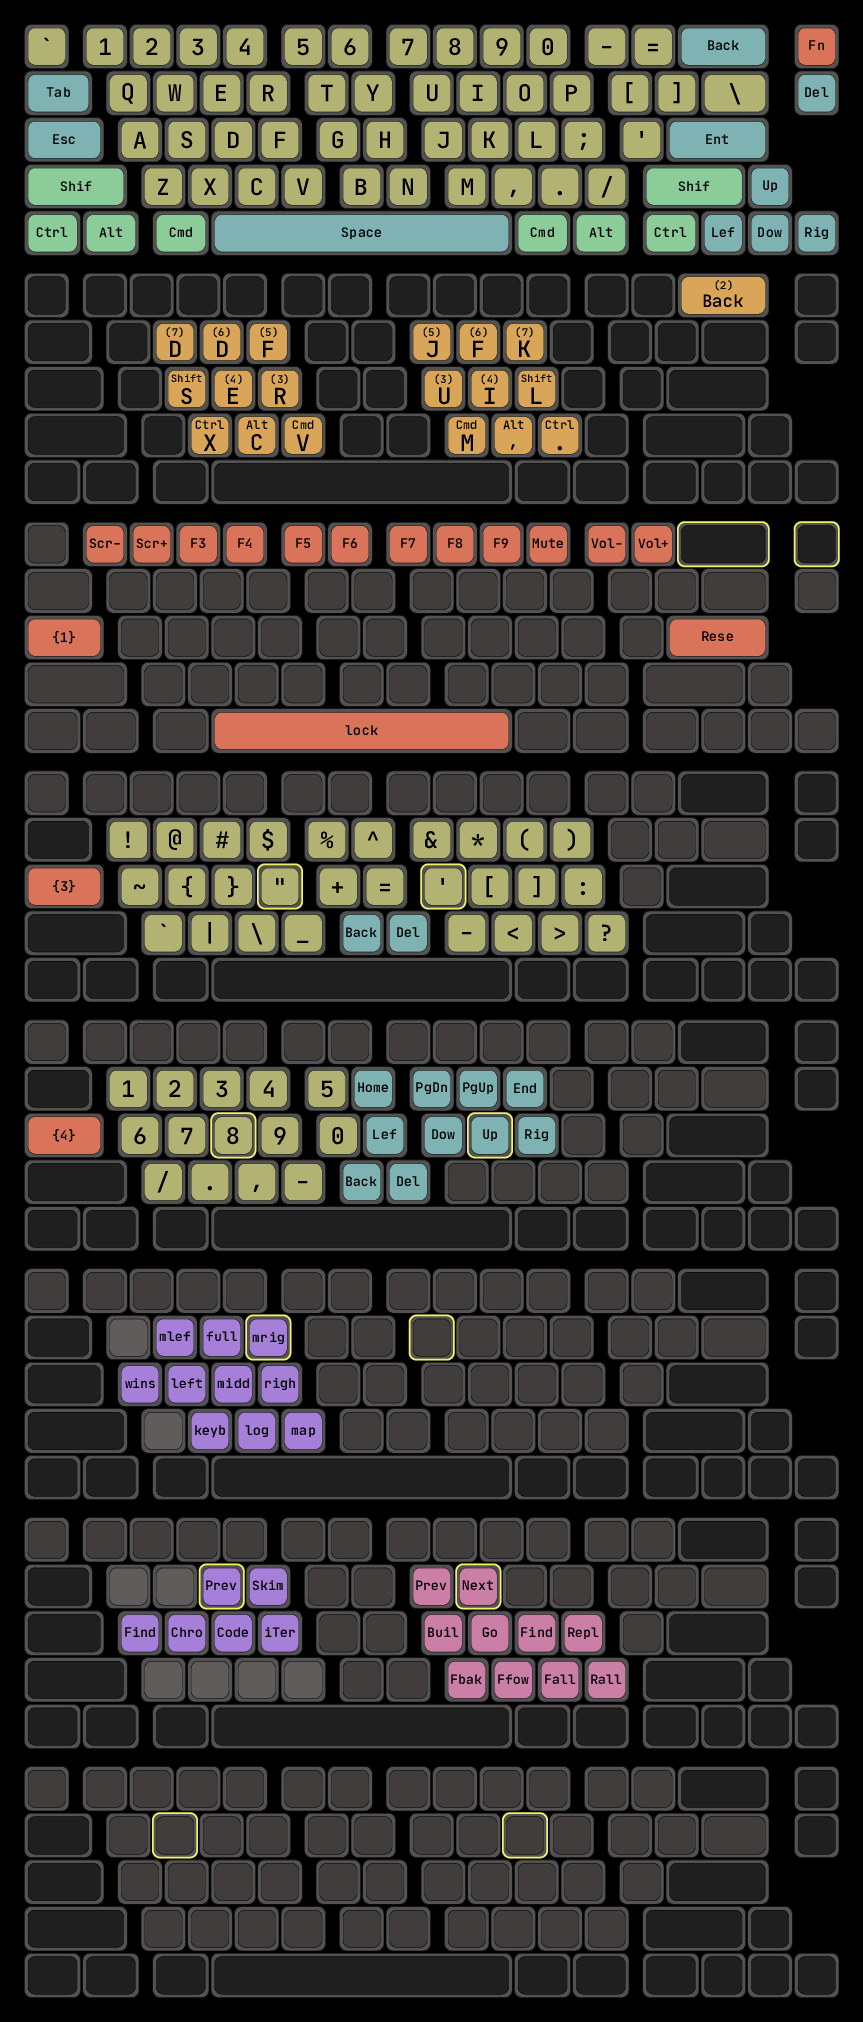 ` 1 2 3 4 5 6 7 8 9 0 - = Back Fn
Tab Q W E R T Y U I O P [ ] \ Del
Esc A S D F G H J K L ; ' Ent
Shif Z X C V B N M , . / Shif Up
Ctrl Alt Cmd Space Cmd Alt Ctrl Lef Dow Rig
(2)
Back
(7) (6) (5) (5) (6) (7)
D D F J F K
Shift (4) (3) (3) (4) Shift
S E R U I L
Ctrl Alt Cmd Cmd Alt Ctrl
X C V M , .
Scr- Scr+ F3 F4 F5 F6 F7 F8 F9 Mute Vol- Vol+
{1} Rese
lock
! @ # $ % ^ & * ( )
{3} ~ { } " + = ' [ ] :
` | \ _ Back Del - < > ?
1 2 3 4 5 Home PgDn PgUp End
{4} 6 7 8 9 0 Lef Dow Up Rig
/ . , - Back Del
mlef full mrig
wins left midd righ
keyb log map
Prev Skim Prev Next
Find Chro Code iTer Buil Go Find Repl
Fbak Ffow Fall Rall